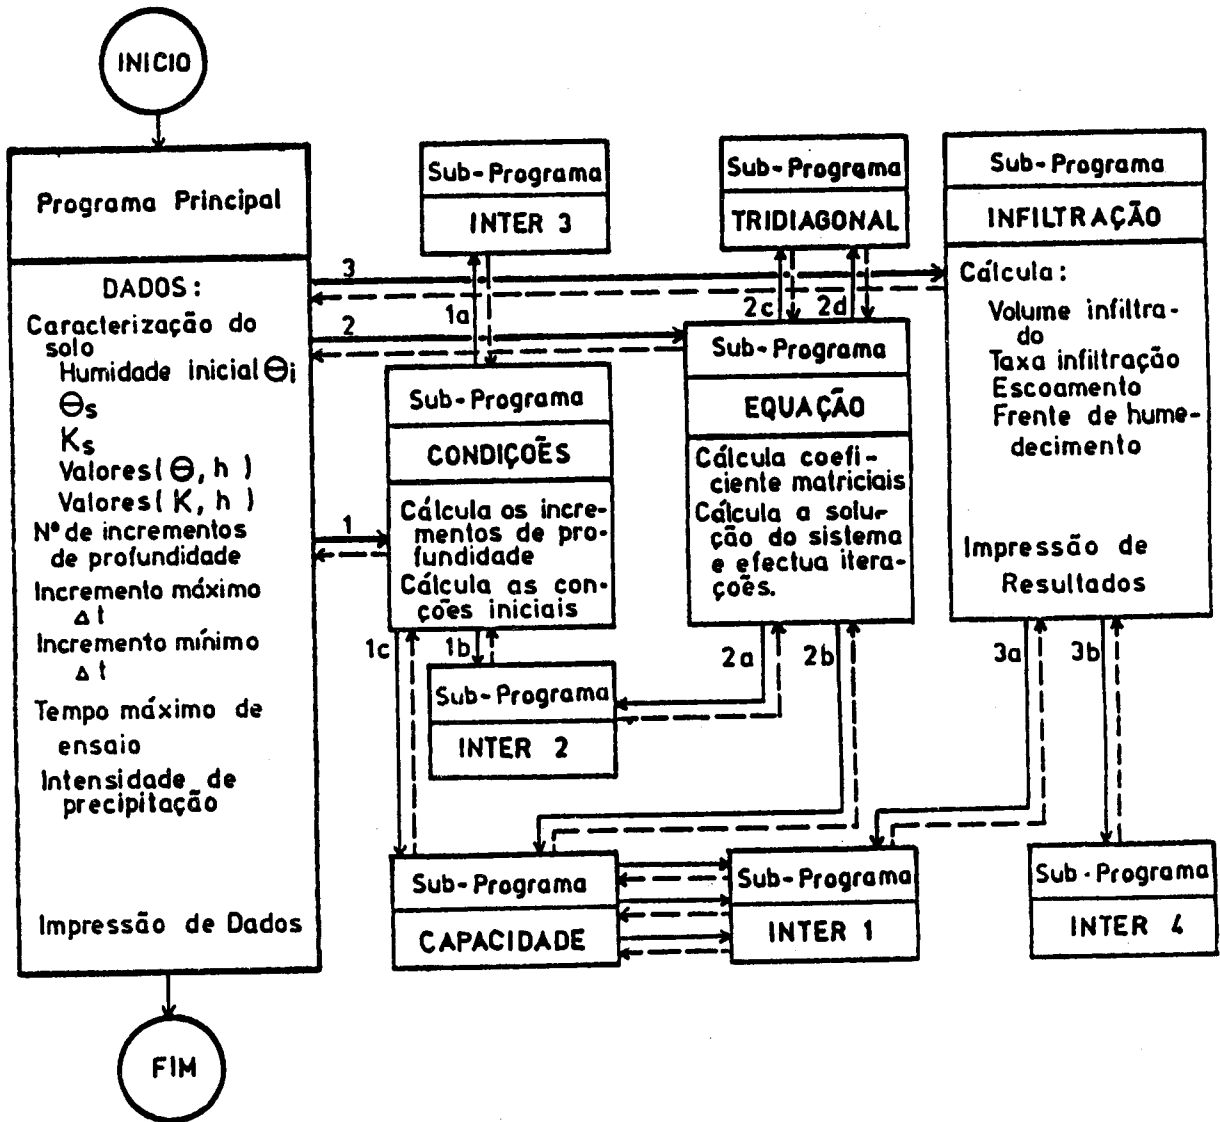 INICIO
Programa Principal
DADOS:
Caracterização do
solo
Humidade inicial Θi
Θs
Ks
Valores(Θ, h)
Valores(K, h)
Nº de incrementos
de profundidade
Incremento máximo
Δt
Incremento mínimo
Δt
Tempo máximo de
ensaio
Intensidade de
precipitação
Impressão de Dados
FIM
3
2
1
Sub-Programa
INTER 3
1a
Sub-Programa
CONDIÇÕES
Cálcula os incre-
mentos de pro-
fundidade
Cálcula as con-
ções iniciais
1c
1b
Sub-Programa
INTER 2
Sub-Programa
CAPACIDADE
Sub-Programa
TRIDIAGONAL
2c
2d
Sub-Programa
EQUAÇÃO
Cálcula coefi-
ciente matriciais
Cálcula a solu-
ção do sistema
e efectua itera-
ções.
2a
2b
Sub-Programa
INTER 1
Sub-Programa
INFILTRAÇÃO
Cálcula:
Volume infiltra-
do
Taxa infiltração
Escoamento
Frente de hume-
decimento
Impressão de
Resultados
3a
3b
Sub-Programa
INTER 4